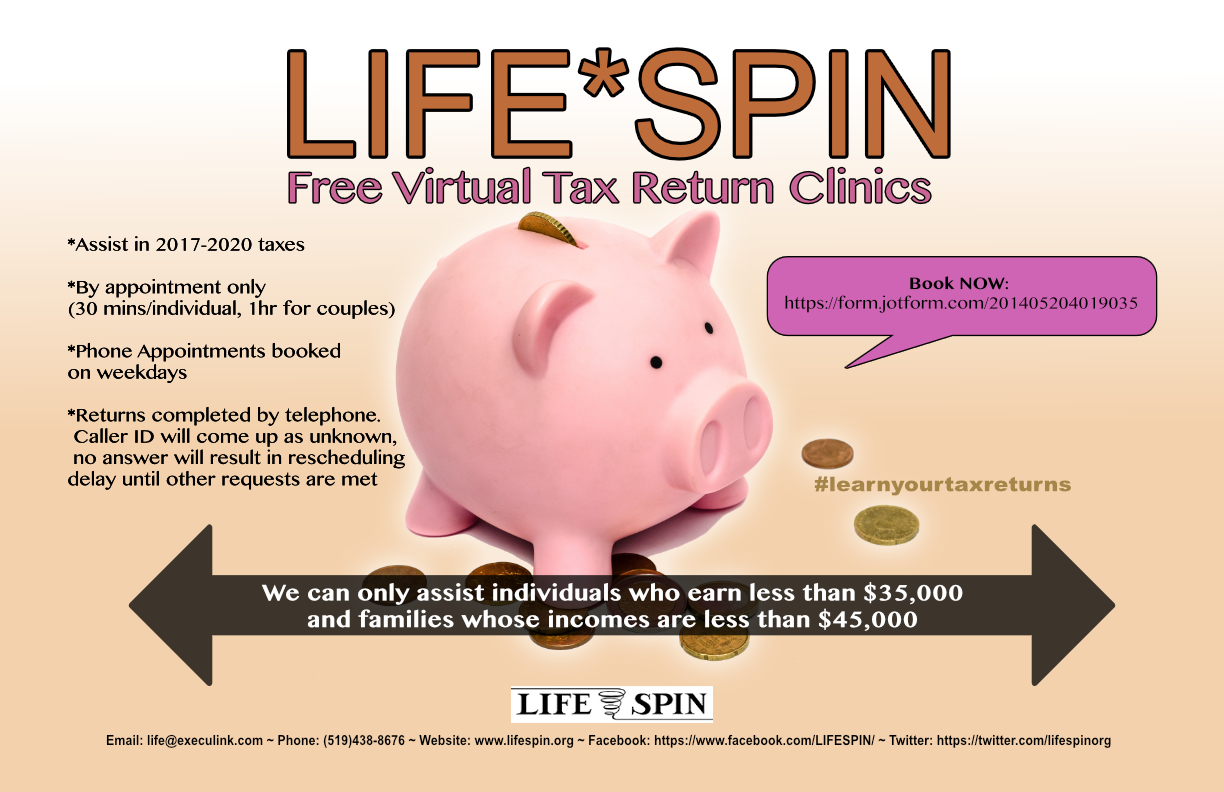 LIFE*SPIN
Free Virtual Tax Return Clinics
*Assist in 2017-2020 taxes
*By appointment only
(30 mins/individual, 1hr for couples)
*Phone Appointments booked
on weekdays
*Returns completed by telephone.
Caller ID will come up as unknown,
no answer will result in rescheduling
delay until other requests are met
Book NOW:
https://form.jotform.com/201405204019035
#learnyourtaxreturns
We can only assist individuals who earn less than $35,000
and families whose incomes are less than $45,000
LIFE SPIN
Email: life@execulink.com ~ Phone: (519)438-8676 ~ Website: www.lifespin.org ~ Facebook: https://www.facebook.com/LIFESPIN/ ~ Twitter: https://twitter.com/lifespinorg